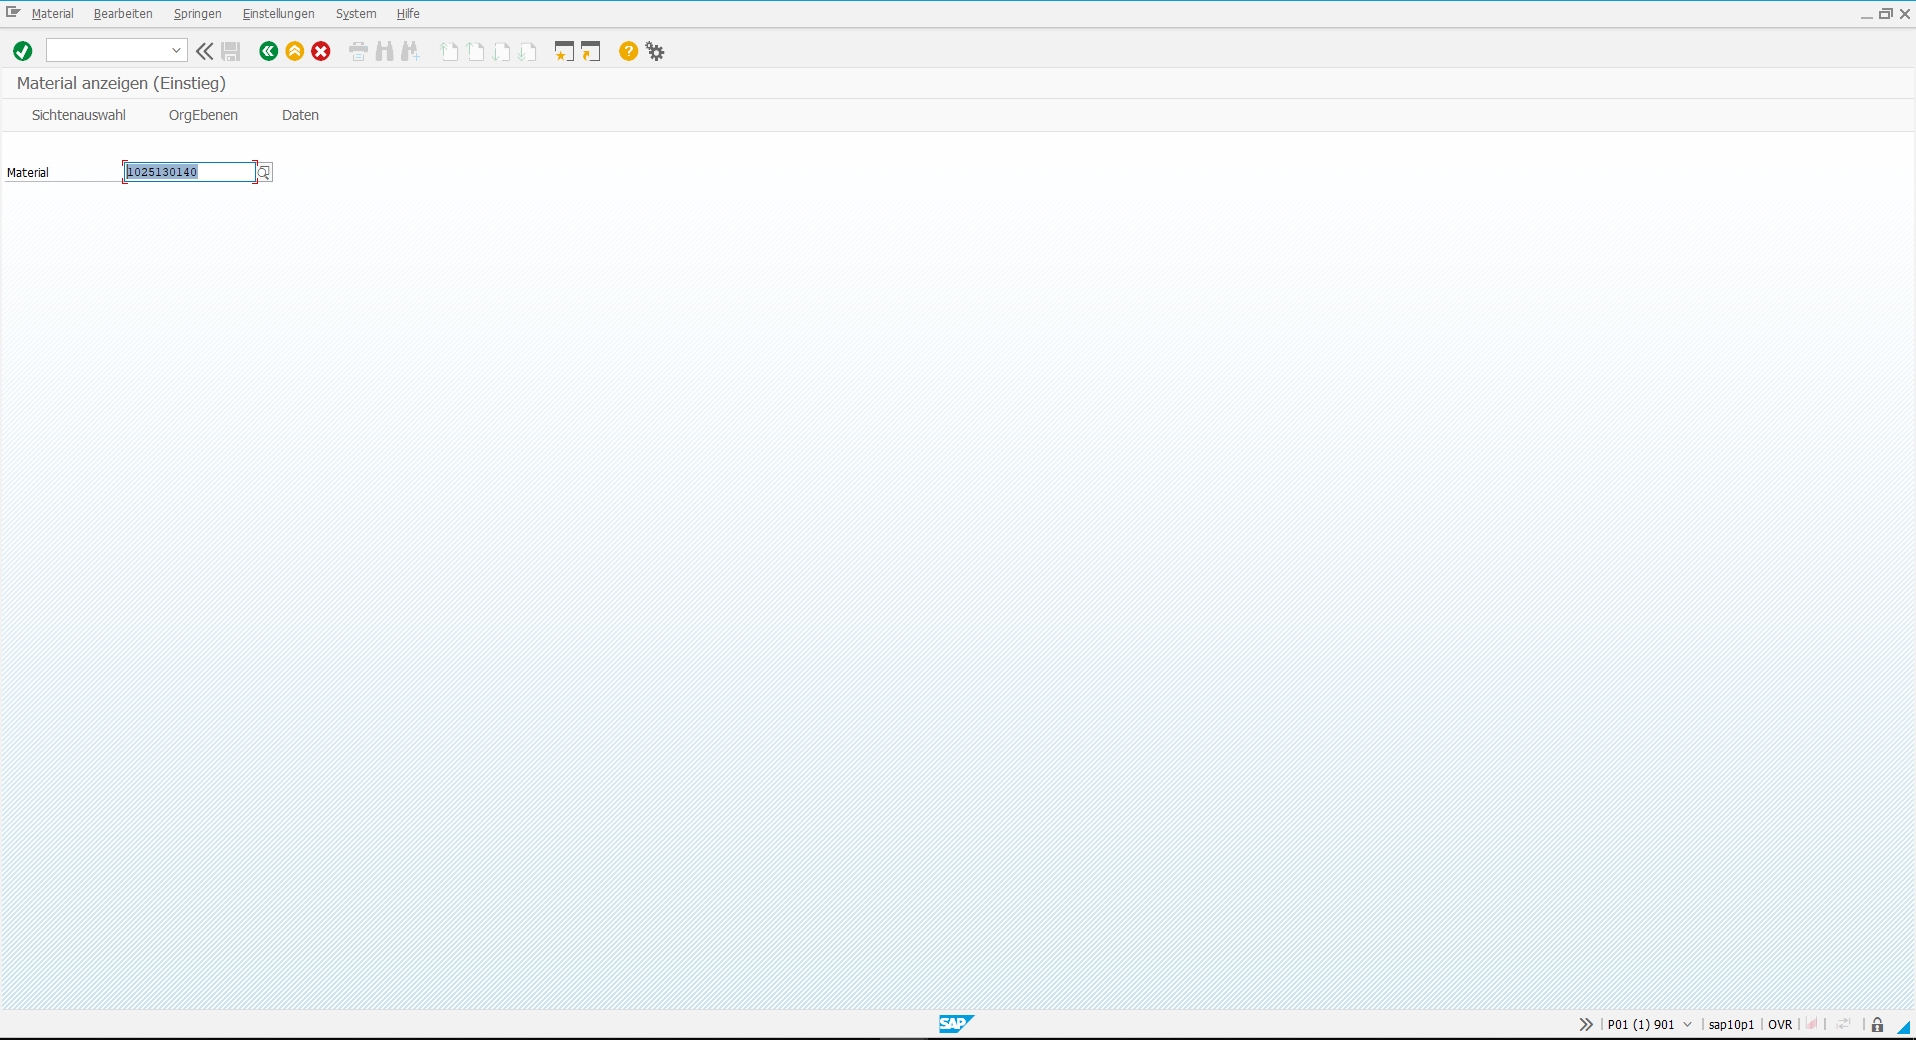 Material Bearbeiten Springen Einstellungen System Hilfe
Material anzeigen (Einstieg)
Sichtenauswahl OrgEbenen Daten
Material 1025130140
SAP P01 (1) 901 sap10p1 OVR